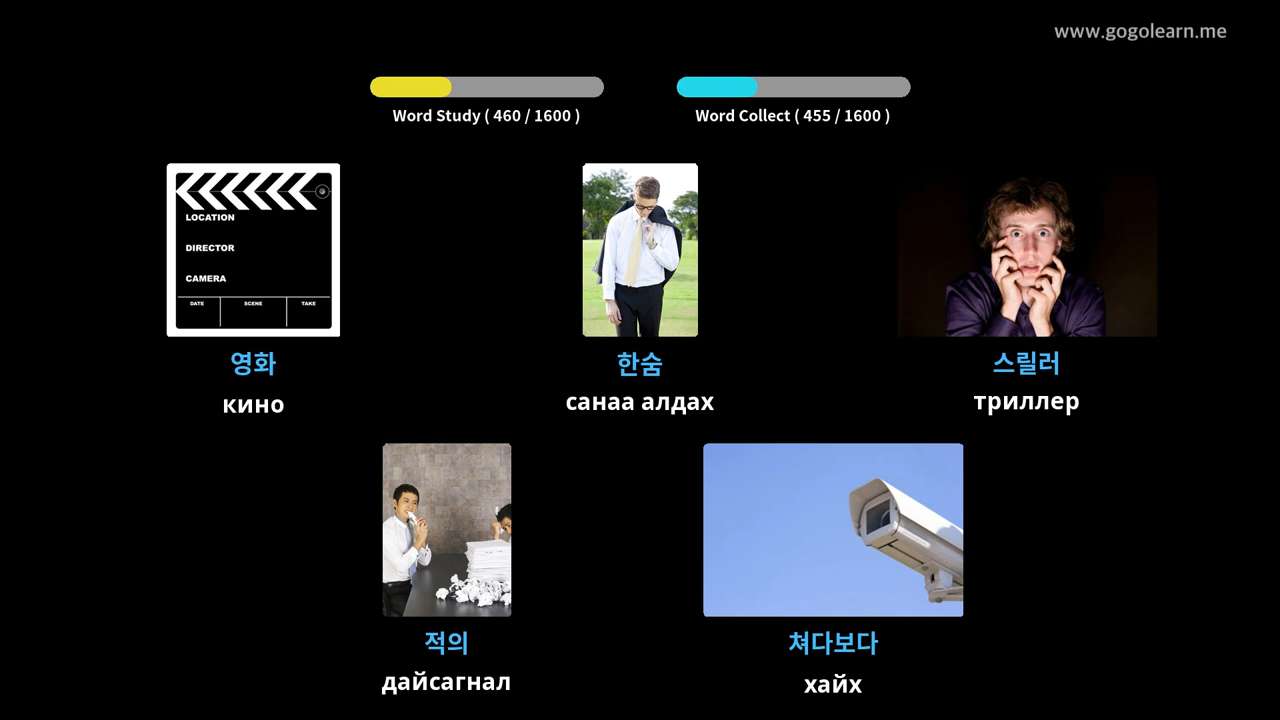 www.gogolearn.me
Word Study ( 460 / 1600 )
Word Collect ( 455 / 1600 )
LOCATION
DIRECTOR
CAMERA
DATE SCENE TAKE
영화
한숨
스릴러
кино
санаа алдах
триллер
적의
쳐다보다
дайсагнал
хайх